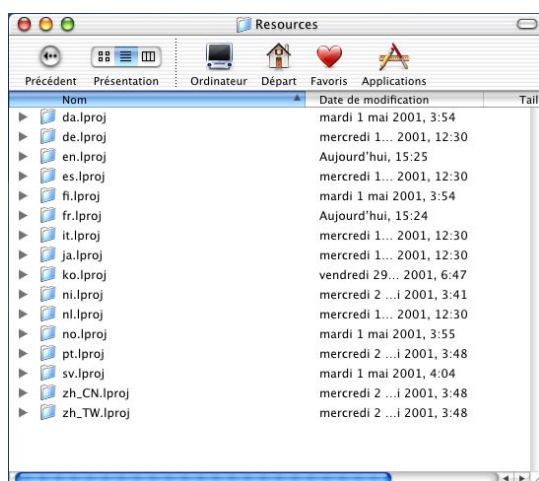 Resources
Précédent Présentation Ordinateur Départ Favoris Applications
Nom Date de modification Tail
da.lproj mardi 1 mai 2001, 3:54
de.lproj mercredi 1... 2001, 12:30
en.lproj Aujourd'hui, 15:25
es.lproj mercredi 1... 2001, 12:30
fi.lproj mardi 1 mai 2001, 3:54
fr.lproj Aujourd'hui, 15:24
it.lproj mercredi 1... 2001, 12:30
ja.lproj mercredi 1... 2001, 12:30
ko.lproj vendredi 29... 2001, 6:47
ni.lproj mercredi 2 ...i 2001, 3:41
nl.lproj mercredi 1... 2001, 12:30
no.lproj mardi 1 mai 2001, 3:55
pt.lproj mercredi 2 ...i 2001, 3:48
sv.lproj mardi 1 mai 2001, 4:04
zh_CN.lproj mercredi 2 ...i 2001, 3:48
zh_TW.lproj mercredi 2 ...i 2001, 3:48